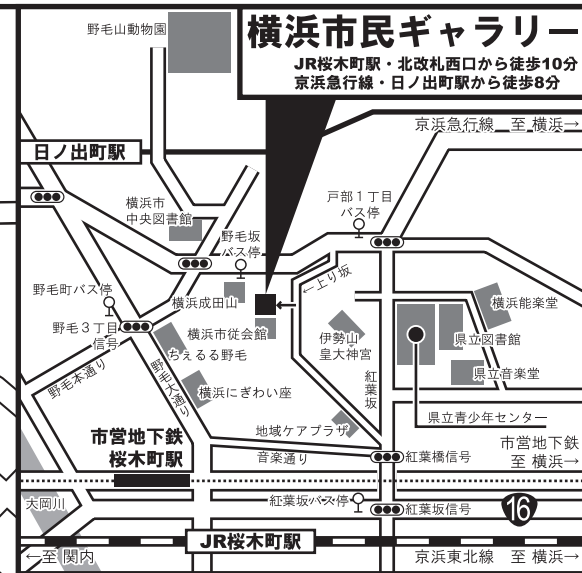 横浜市民ギャラリー
JR桜木町駅・北改札西口から徒歩10分
京浜急行線・日ノ出町駅から徒歩8分
野毛山動物園
京浜急行線 至 横浜→
日ノ出町駅
横浜市
中央図書館
戸部1丁目
バス停
野毛坂
バス停
←上り坂
野毛町バス停
横浜成田山
横浜能楽堂
野毛3丁目
信号
横浜市従会館
伊勢山
皇大神宮
県立図書館
ちぇるる野毛
県立音楽堂
野毛本通り
野毛大通り
横浜にぎわい座
紅葉坂
県立青少年センター
地域ケアプラザ
市営地下鉄
桜木町駅
音楽通り
紅葉橋信号
市営地下鉄
至 横浜→
大岡川
紅葉坂バス停
紅葉坂信号
16
←至 関内
JR桜木町駅
京浜東北線 至 横浜→